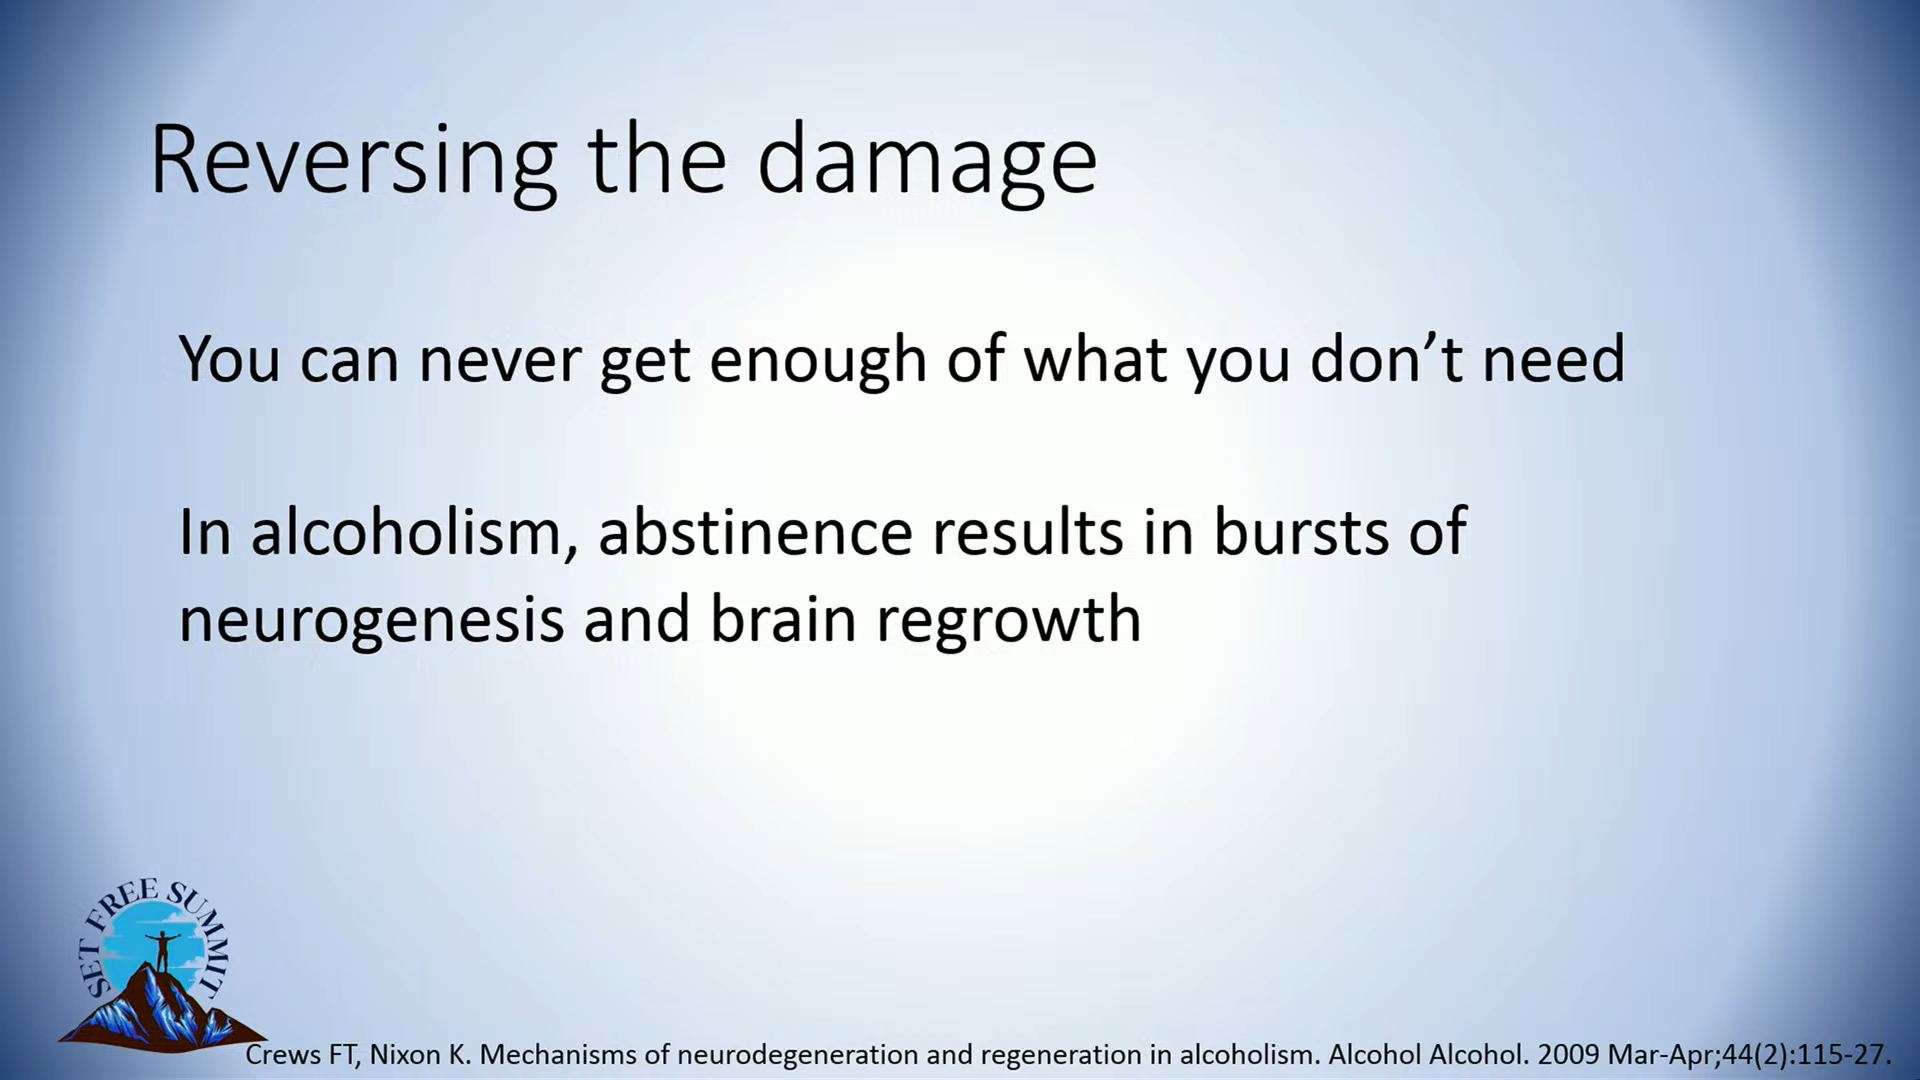 Reversing the damage
You can never get enough of what you don’t need
In alcoholism, abstinence results in bursts of
neurogenesis and brain regrowth
SET FREE SUMMIT
Crews FT, Nixon K. Mechanisms of neurodegeneration and regeneration in alcoholism. Alcohol Alcohol. 2009 Mar-Apr;44(2):115-27.